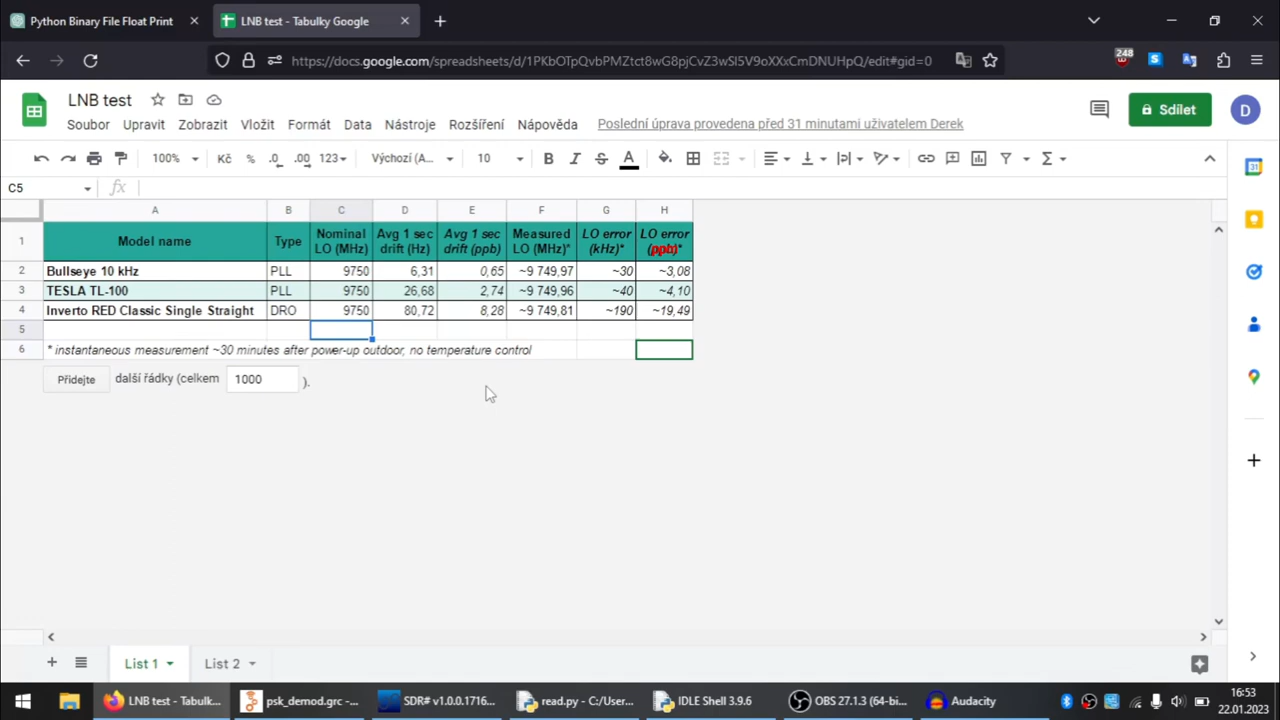 Python Binary File Float Print
LNB test - Tabulky Google
https://docs.google.com/spreadsheets/d/1PKbOTpQvbPMZtct8wG8pjCvZ3wSI5V9oXXxCmDNUHpQ/edit#gid=0
248
LNB test
Soubor Upravit Zobrazit Vložit Formát Data Nástroje Rozšíření Nápověda Poslední úprava provedena před 31 minutami uživatelem Derek
Sdílet
D
100% Kč % .0 .00 123 Výchozí (A... 10 B I S A
C5
A B C D E F G H
1 Model name Type Nominal LO (MHz) Avg 1 sec drift (Hz) Avg 1 sec drift (ppb) Measured LO (MHz)* LO error (kHz)* LO error (ppb)*
2 Bullseye 10 kHz PLL 9750 6,31 0,65 ~9 749,97 ~30 ~3,08
3 TESLA TL-100 PLL 9750 26,68 2,74 ~9 749,96 ~40 ~4,10
4 Inverto RED Classic Single Straight DRO 9750 80,72 8,28 ~9 749,81 ~190 ~19,49
5
6 * instantaneous measurement ~30 minutes after power-up outdoor, no temperature control
Přidejte další řádky (celkem 1000 ).
List 1 List 2
LNB test - Tabulk... psk_demod.grc - ... SDR# v1.0.0.1716... read.py - C:/User... IDLE Shell 3.9.6 OBS 27.1.3 (64-bi... Audacity
16:53
22.01.2023